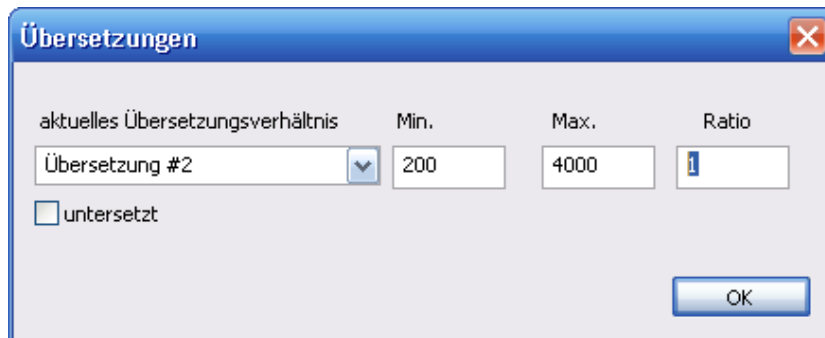 Übersetzungen
aktuelles Übersetzungsverhältnis Min. Max. Ratio
Übersetzung #2 200 4000 1
untersetzt
OK